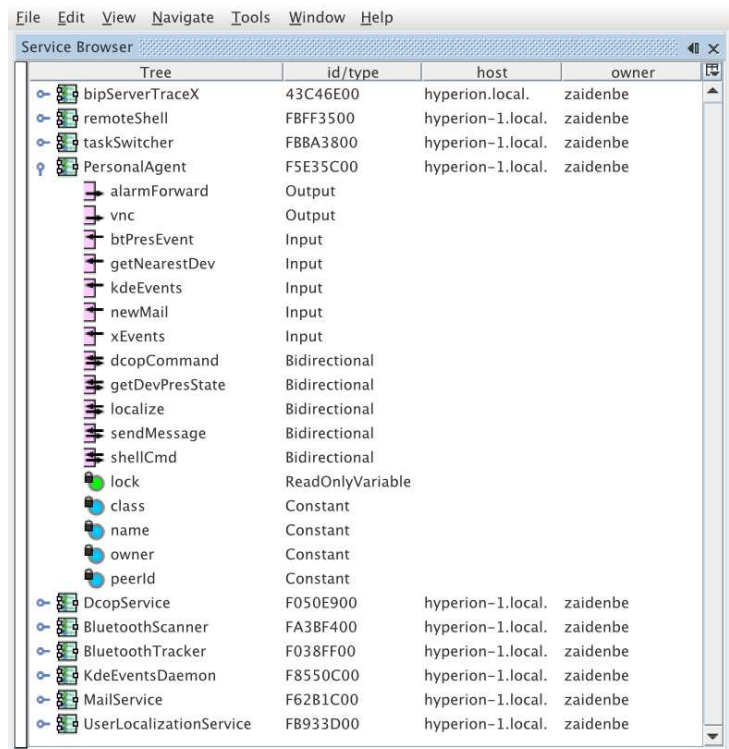 File Edit View Navigate Tools Window Help
Service Browser
Tree id/type host owner
bipServerTraceX 43C46E00 hyperion.local. zaidenbe
remoteShell FBFF3500 hyperion-1.local. zaidenbe
taskSwitcher FBBA3800 hyperion-1.local. zaidenbe
PersonalAgent F5E35C00 hyperion-1.local. zaidenbe
alarmForward Output
vnc Output
btPresEvent Input
getNearestDev Input
kdeEvents Input
newMail Input
xEvents Input
dcopCommand Bidirectional
getDevPresState Bidirectional
localize Bidirectional
sendMessage Bidirectional
shellCmd Bidirectional
lock ReadOnlyVariable
class Constant
name Constant
owner Constant
peerId Constant
DcopService F050E900 hyperion-1.local. zaidenbe
BluetoothScanner FA3BF400 hyperion-1.local. zaidenbe
BluetoothTracker F038FF00 hyperion-1.local. zaidenbe
KdeEventsDaemon F8550C00 hyperion-1.local. zaidenbe
MailService F62B1C00 hyperion-1.local. zaidenbe
UserLocalizationService FB933D00 hyperion-1.local. zaidenbe